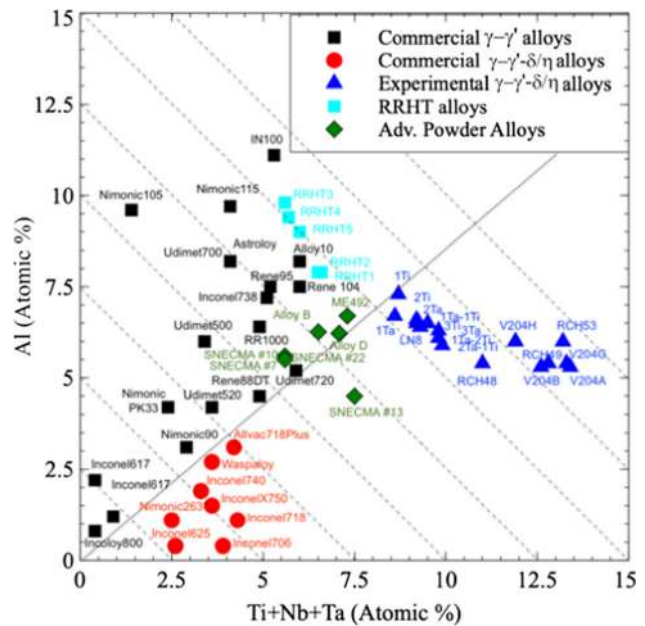 15
12.5
10
7.5
5
2.5
0
Al (Atomic %)
Commercial γ-γ' alloys
Commercial γ-γ'-δ/η alloys
Experimental γ-γ'-δ/η alloys
RRHT alloys
Adv. Powder Alloys
IN100
Nimonic105
Nimonic115
RRHT3
RRHT4
RRHT5
Udimet700
Astroloy
Alloy10
RRHT2
RRHT1
Rene95
Rene 104
Inconel738
ME492
1Ti
Alloy B
2Ti
2Ta
1Ta
1Ta-1Ti
3Ti
3Ta
Udimet500
RR1000
Alloy D
LN8
1Ta-2Ti
2Ta-1Ti
V204H
RCH53
SNECMA #10
SNECMA #22
SNECMA #7
RCH49
V204G
Rene88DT
Udimet720
RCH48
V204B
V204A
Nimonic
PK33
Udimet520
SNECMA #13
Nimonic90
Allvac718Plus
Inconel617
Waspaloy
Inconel617
Inconel740
Nimonic263
InconelX750
Incoloy800
Inconel625
Inconel718
Inconel706
0
2.5
5
7.5
10
12.5
15
Ti+Nb+Ta (Atomic %)